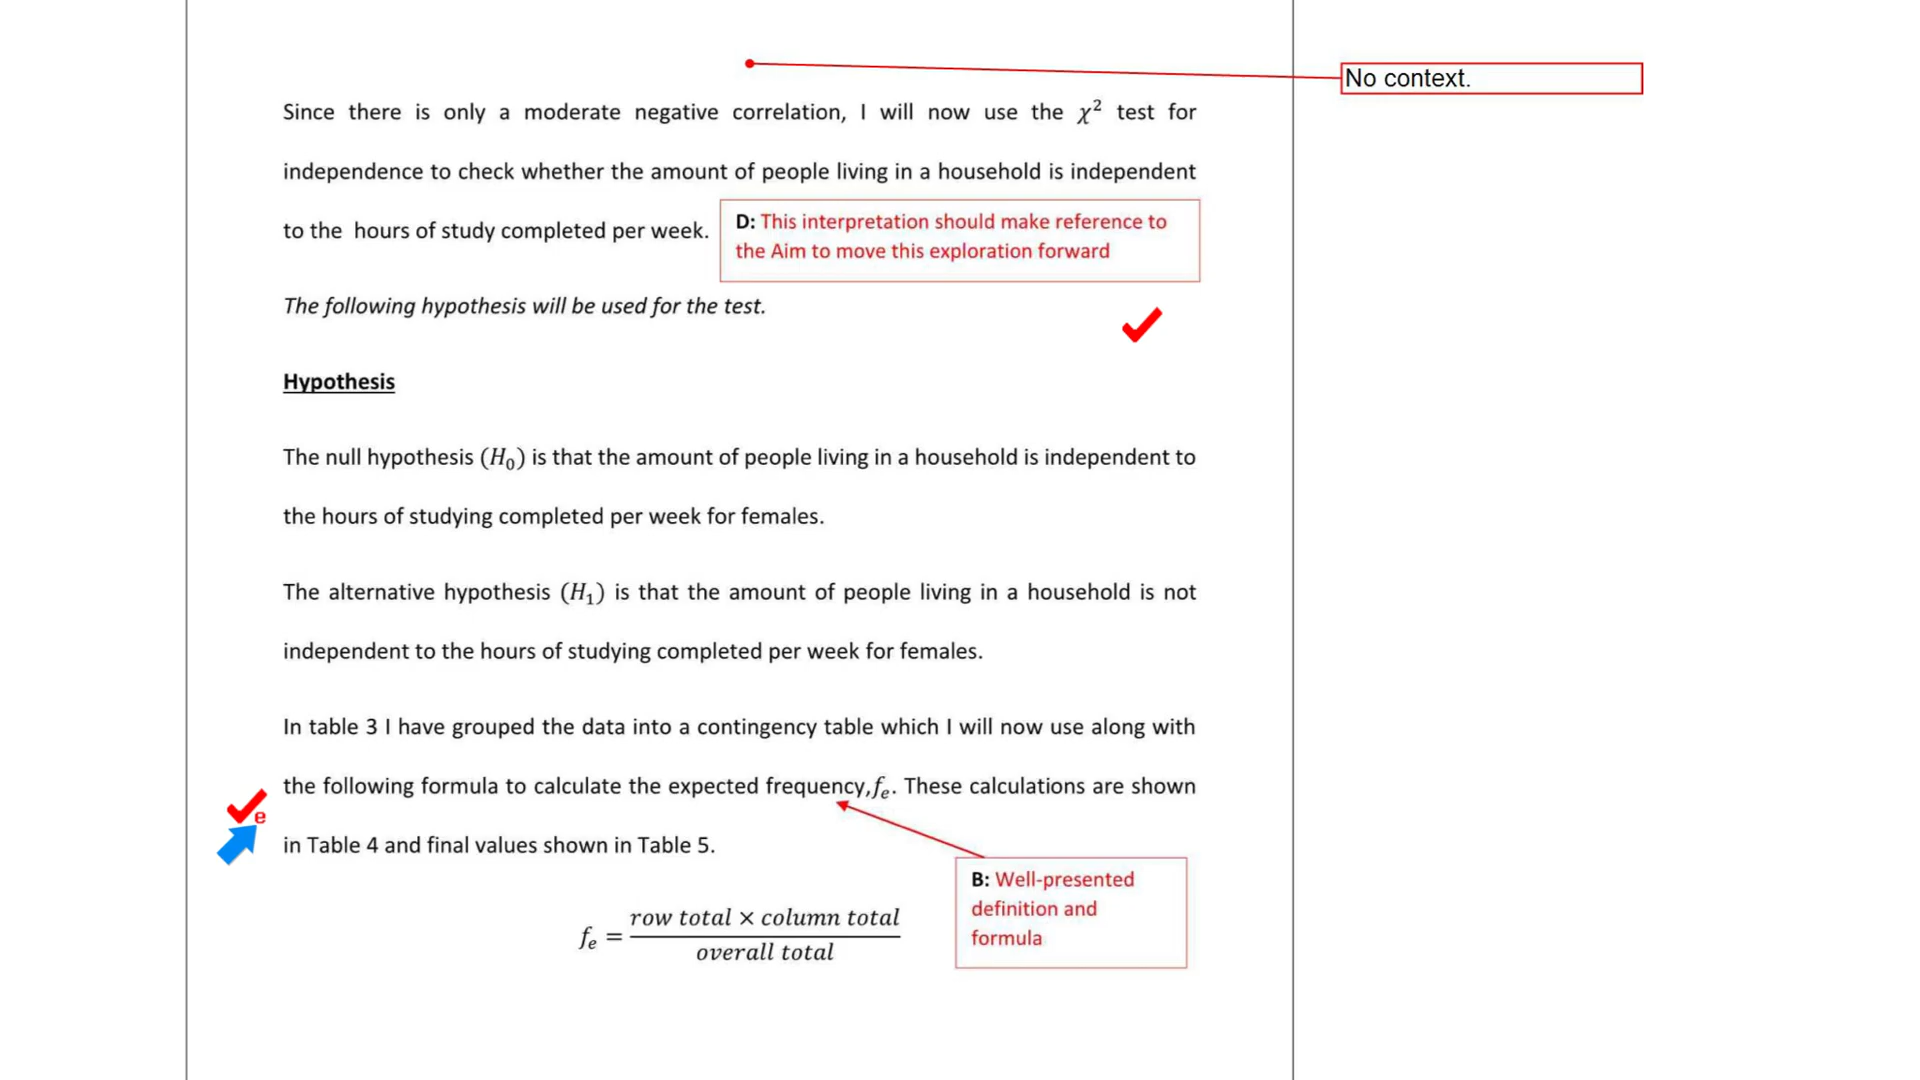 No context.
Since there is only a moderate negative correlation, I will now use the χ² test for
independence to check whether the amount of people living in a household is independent
to the hours of study completed per week.
D: This interpretation should make reference to
the Aim to move this exploration forward
The following hypothesis will be used for the test.
Hypothesis
The null hypothesis (H₀) is that the amount of people living in a household is independent to
the hours of studying completed per week for females.
The alternative hypothesis (H₁) is that the amount of people living in a household is not
independent to the hours of studying completed per week for females.
In table 3 I have grouped the data into a contingency table which I will now use along with
the following formula to calculate the expected frequency,fₑ. These calculations are shown
e
in Table 4 and final values shown in Table 5.
B: Well-presented
definition and
formula
fₑ = row total × column total
overall total